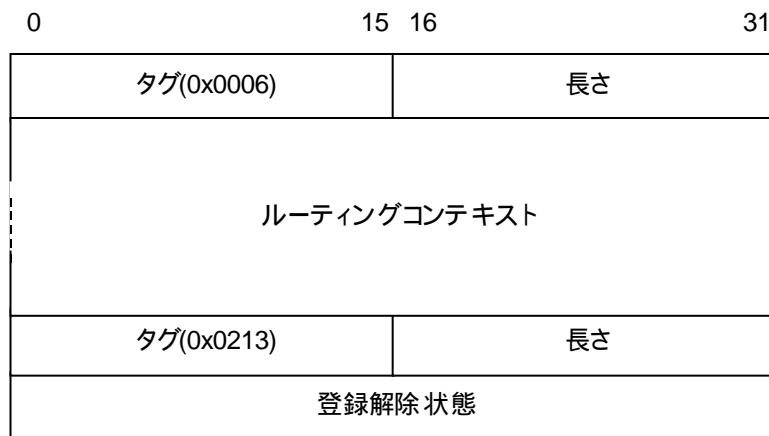 0 15 16 31
タグ(0x0006) 長さ
ルーティングコンテキスト
タグ(0x0213) 長さ
登録解除状態